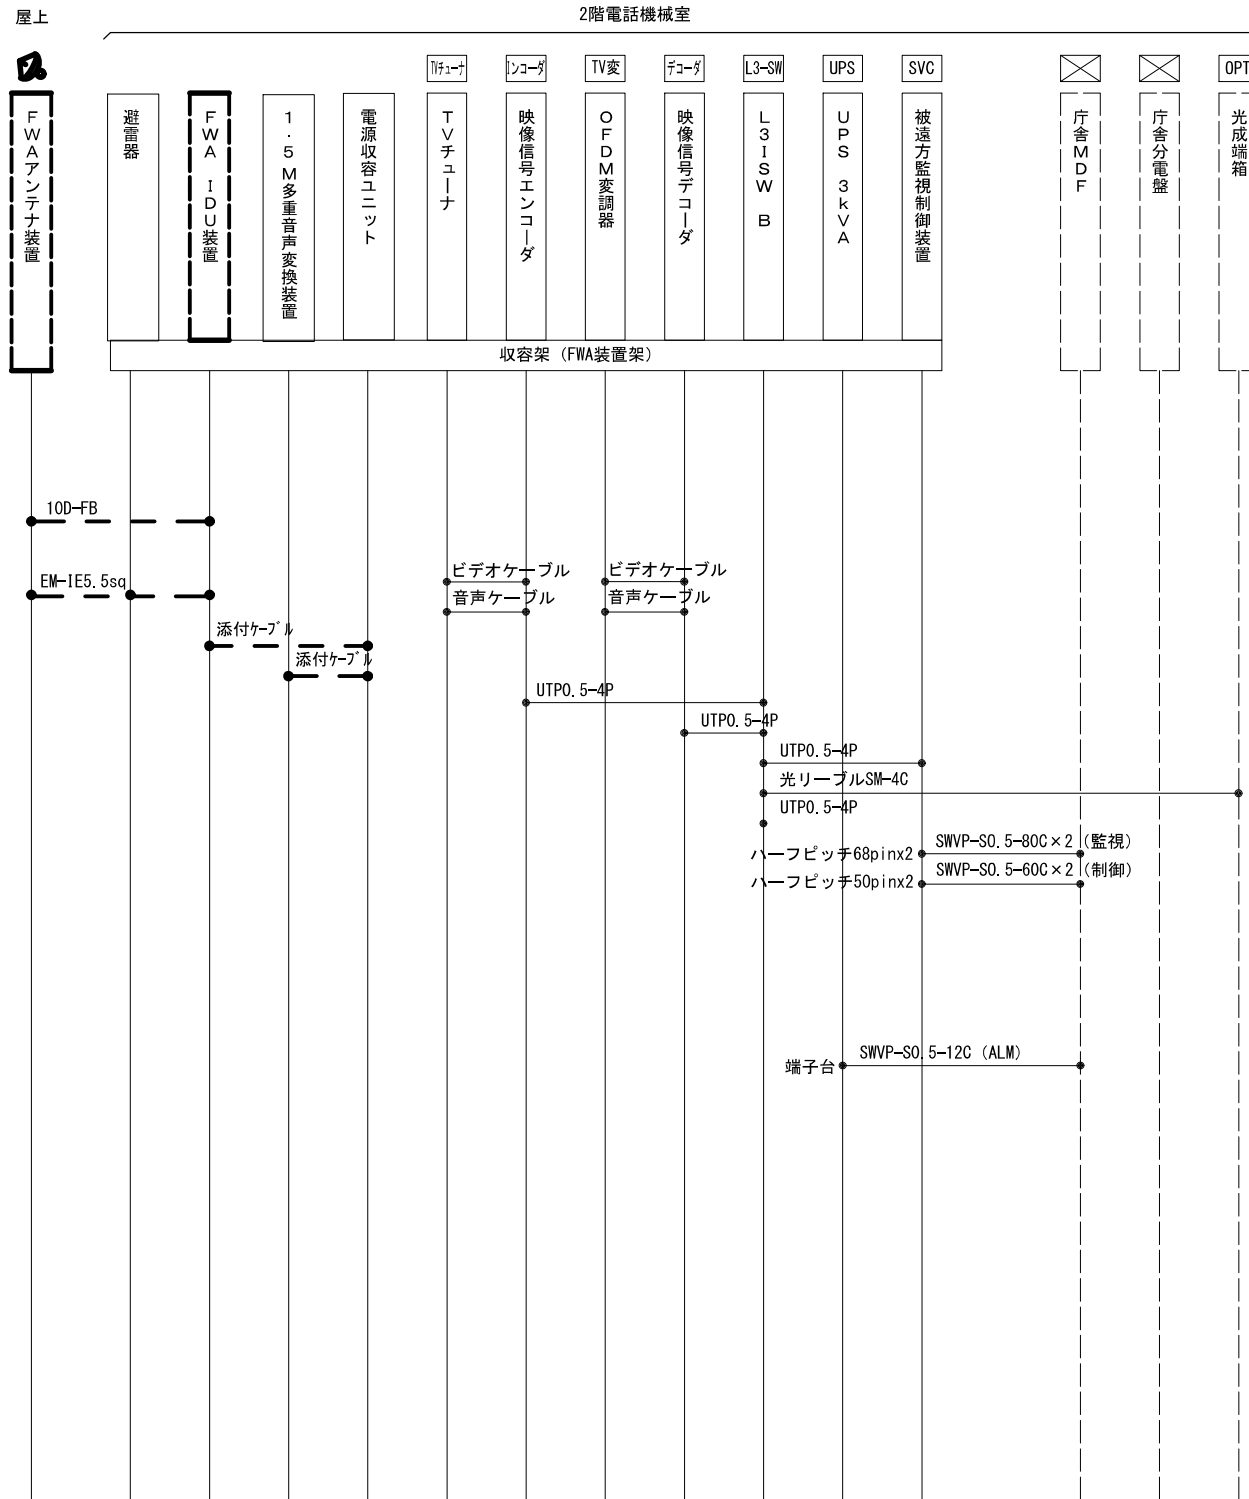 屋上
2階電話機械室
TVチューナ
エンコーダ
TV変
デコーダ
L3-SW
UPS
SVC
OPT
FWAアンテナ装置
避雷器
FWA IDU装置
1.5M多重音声変換装置
電源収容ユニット
TVチューナ
映像信号エンコーダ
OFDM変調器
映像信号デコーダ
L3ISW B
UPS 3kVA
被遠方監視制御装置
庁舎MDF
庁舎分電盤
光成端箱
収容架（FWA装置架）
10D-FB
ビデオケーブル
ビデオケーブル
EM-IE5.5sq
音声ケーブル
音声ケーブル
添付ケーブル
添付ケーブル
UTP0.5-4P
UTP0.5-4P
UTP0.5-4P
光リーブルSM-4C
UTP0.5-4P
SWVP-S0.5-80C×2（監視）
ハーフピッチ68pinx2
SWVP-S0.5-60C×2（制御）
ハーフピッチ50pinx2
SWVP-S0.5-12C（ALM）
端子台